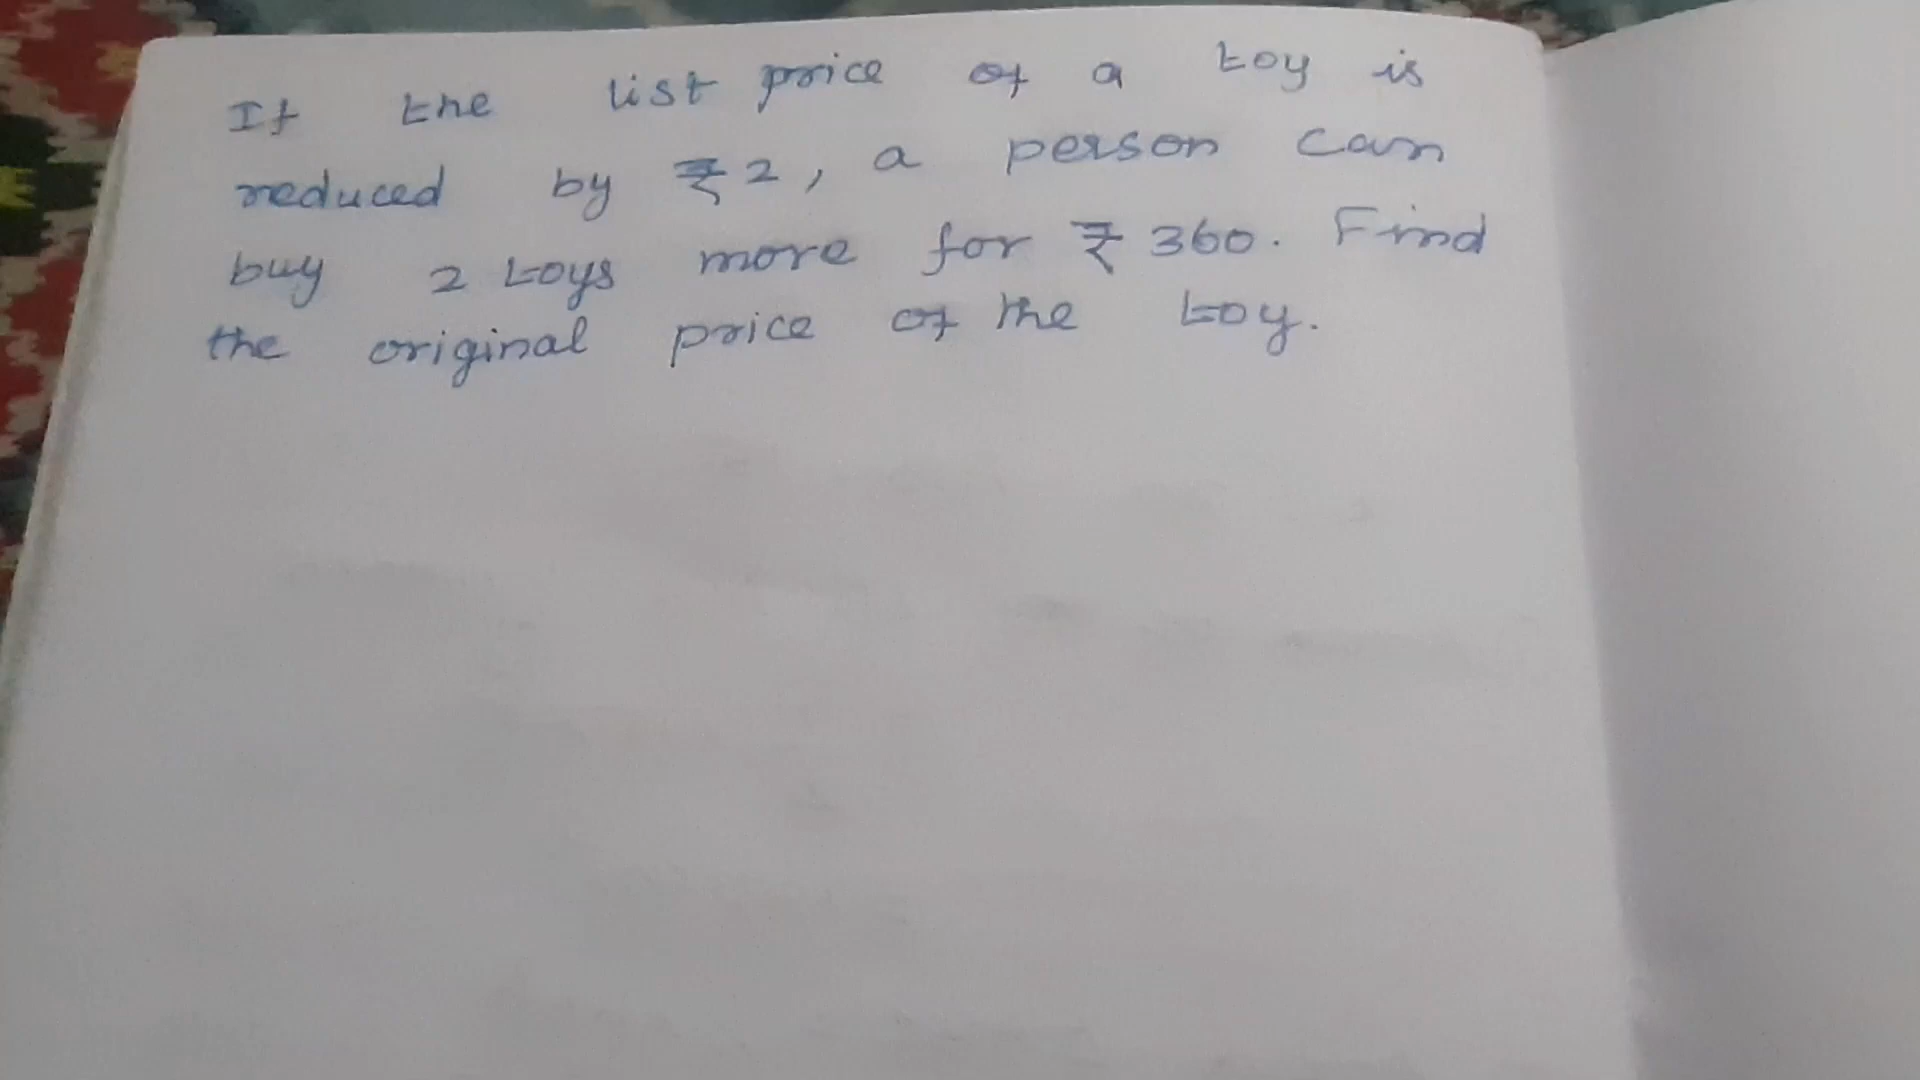 If the list price of a toy is
reduced by ₹ 2, a person can
buy 2 toys more for ₹ 360. Find
the original price of the toy.